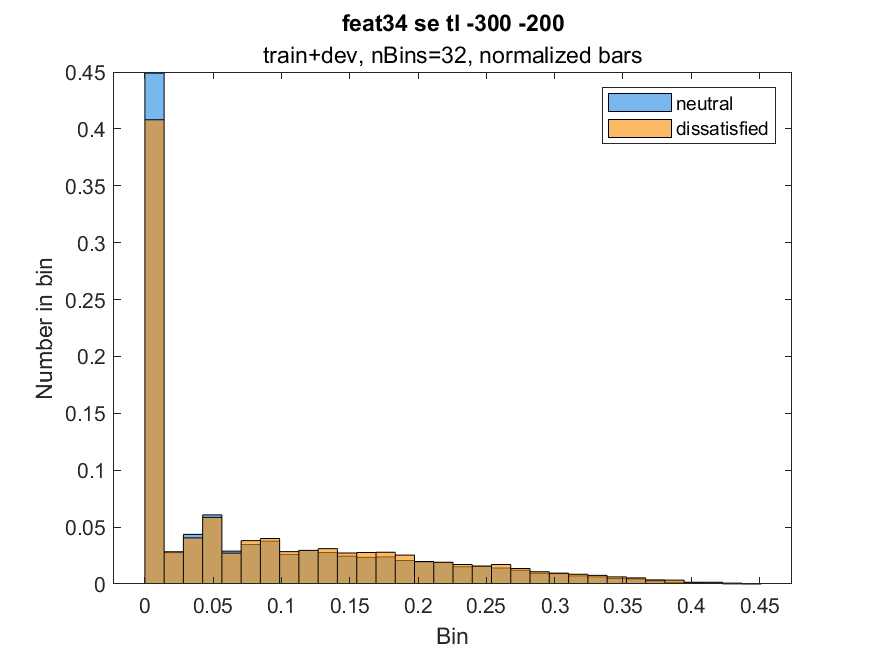 feat34 se tl -300 -200
train+dev, nBins=32, normalized bars
neutral
dissatisfied
Number in bin
0.45
0.4
0.35
0.3
0.25
0.2
0.15
0.1
0.05
0
0 0.05 0.1 0.15 0.2 0.25 0.3 0.35 0.4 0.45
Bin